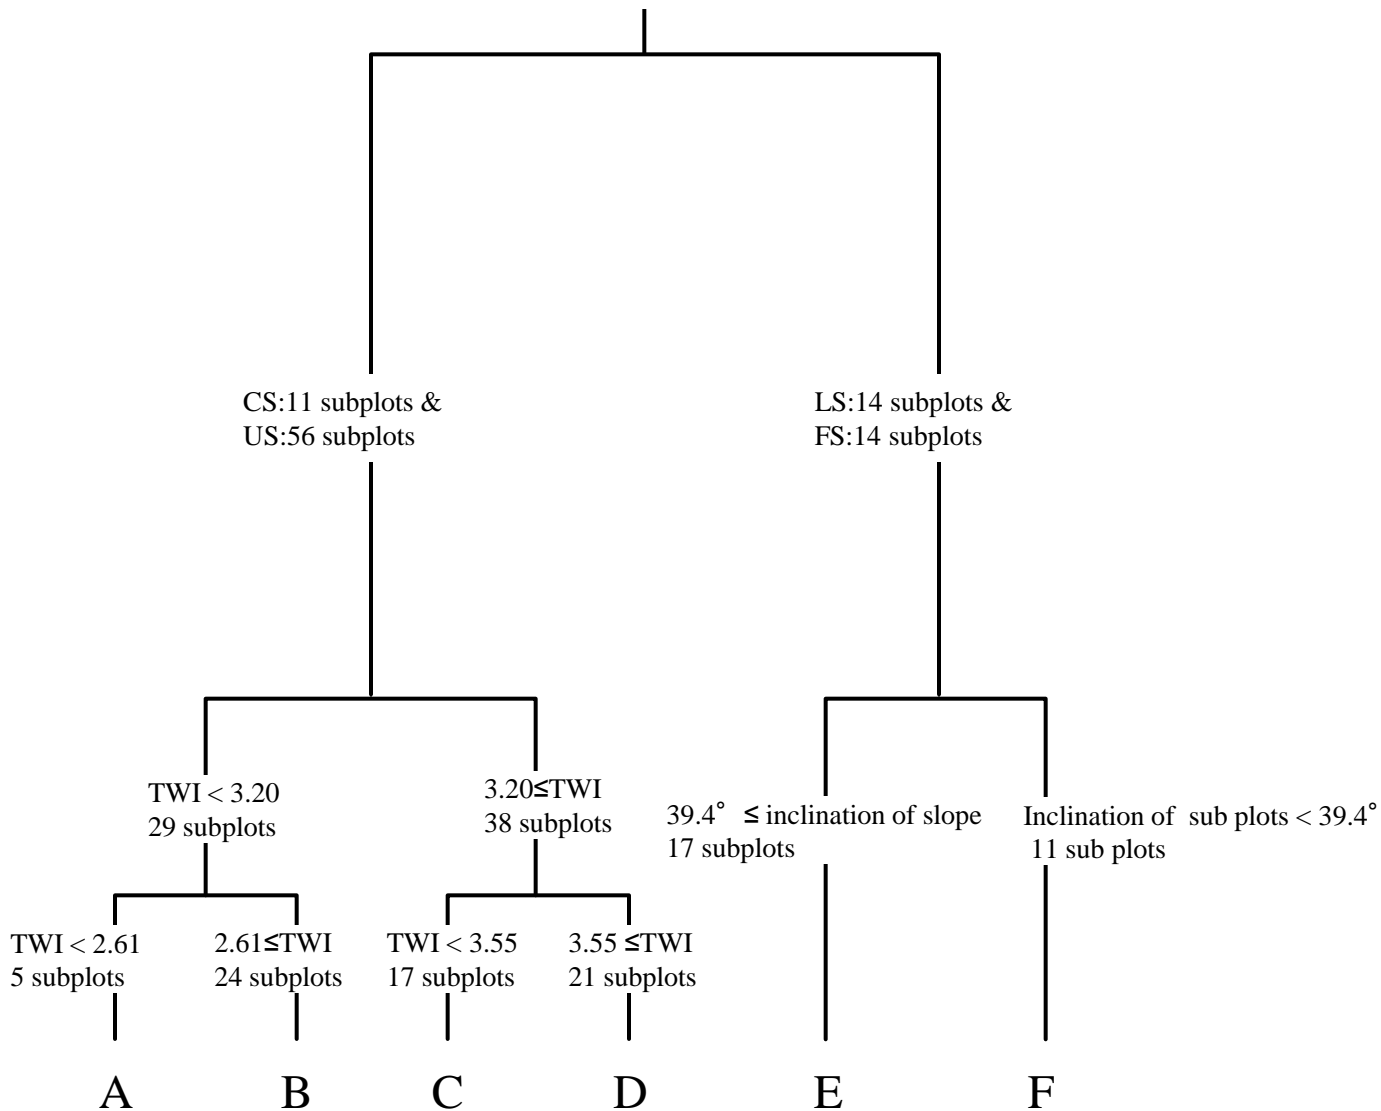 CS:11 subplots &
US:56 subplots
LS:14 subplots &
FS:14 subplots
TWI < 3.20
29 subplots
3.20≤TWI
38 subplots
39.4° ≤ inclination of slope
17 subplots
Inclination of sub plots < 39.4°
11 sub plots
TWI < 2.61
5 subplots
2.61≤TWI
24 subplots
TWI < 3.55
17 subplots
3.55 ≤TWI
21 subplots
A B C D E F